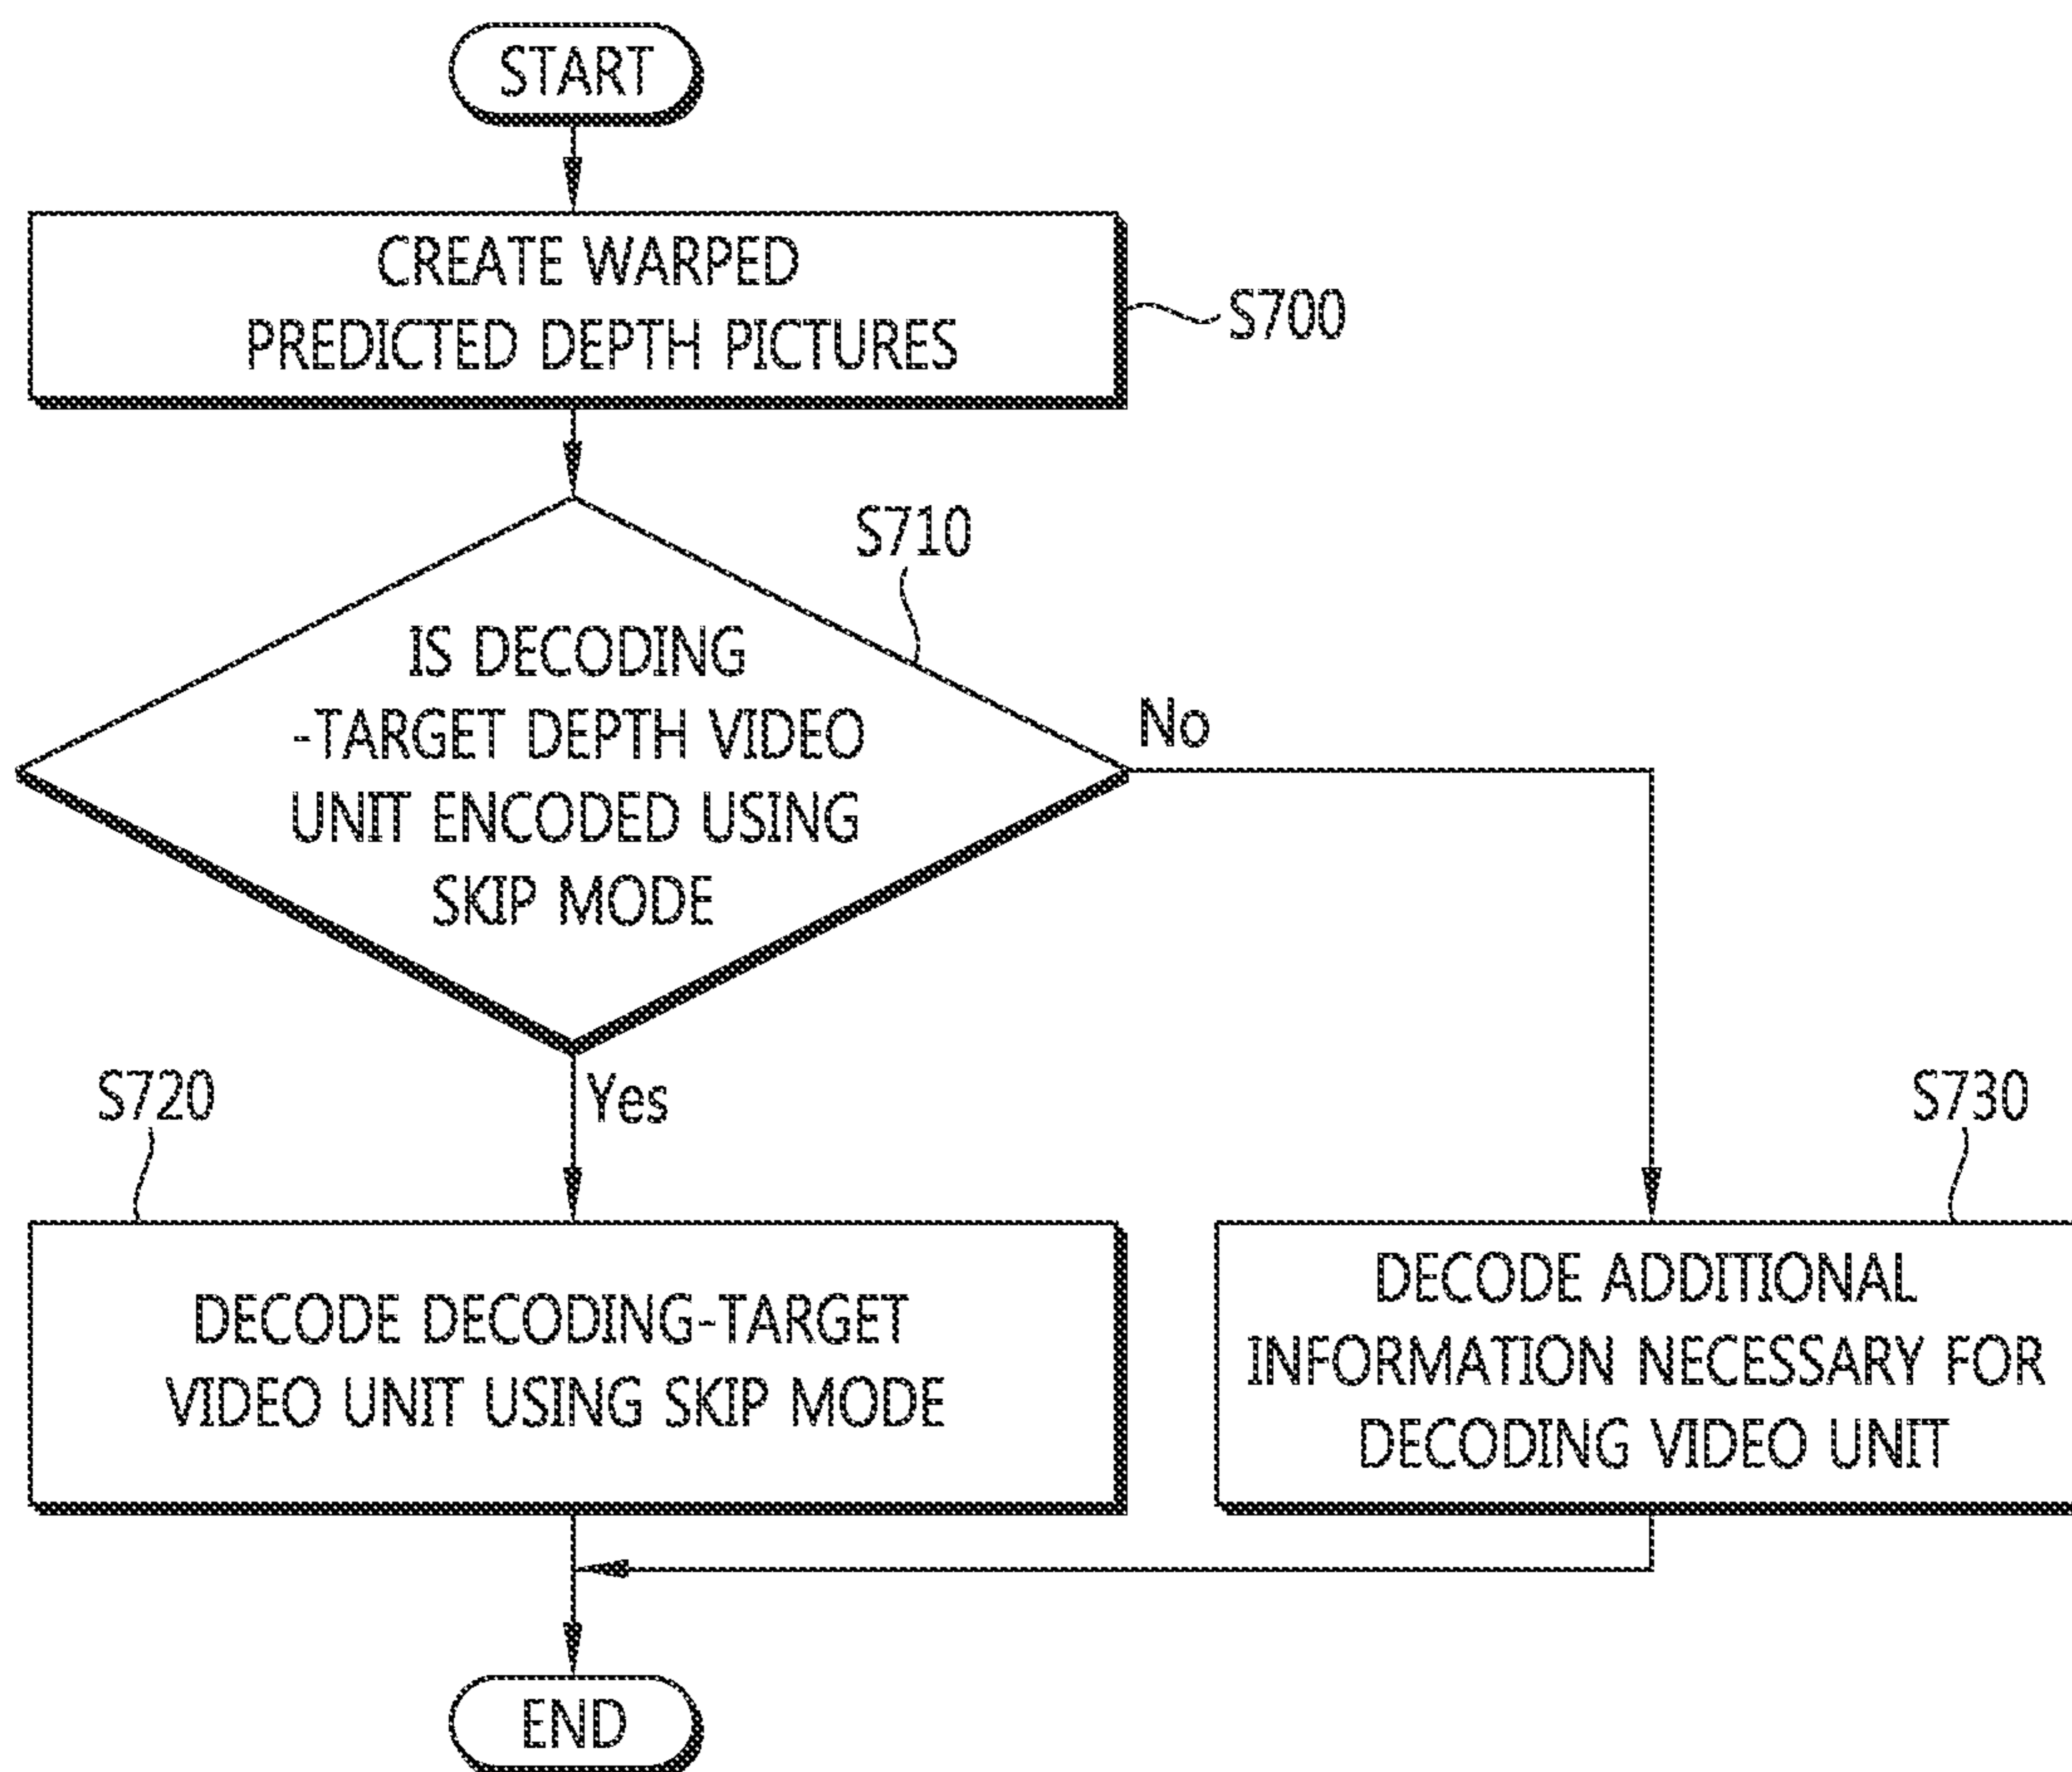 START
CREATE WARPED
PREDICTED DEPTH PICTURES
S700
S710
IS DECODING
-TARGET DEPTH VIDEO
UNIT ENCODED USING
SKIP MODE
No
Yes
S720
DECODE DECODING-TARGET
VIDEO UNIT USING SKIP MODE
S730
DECODE ADDITIONAL
INFORMATION NECESSARY FOR
DECODING VIDEO UNIT
END